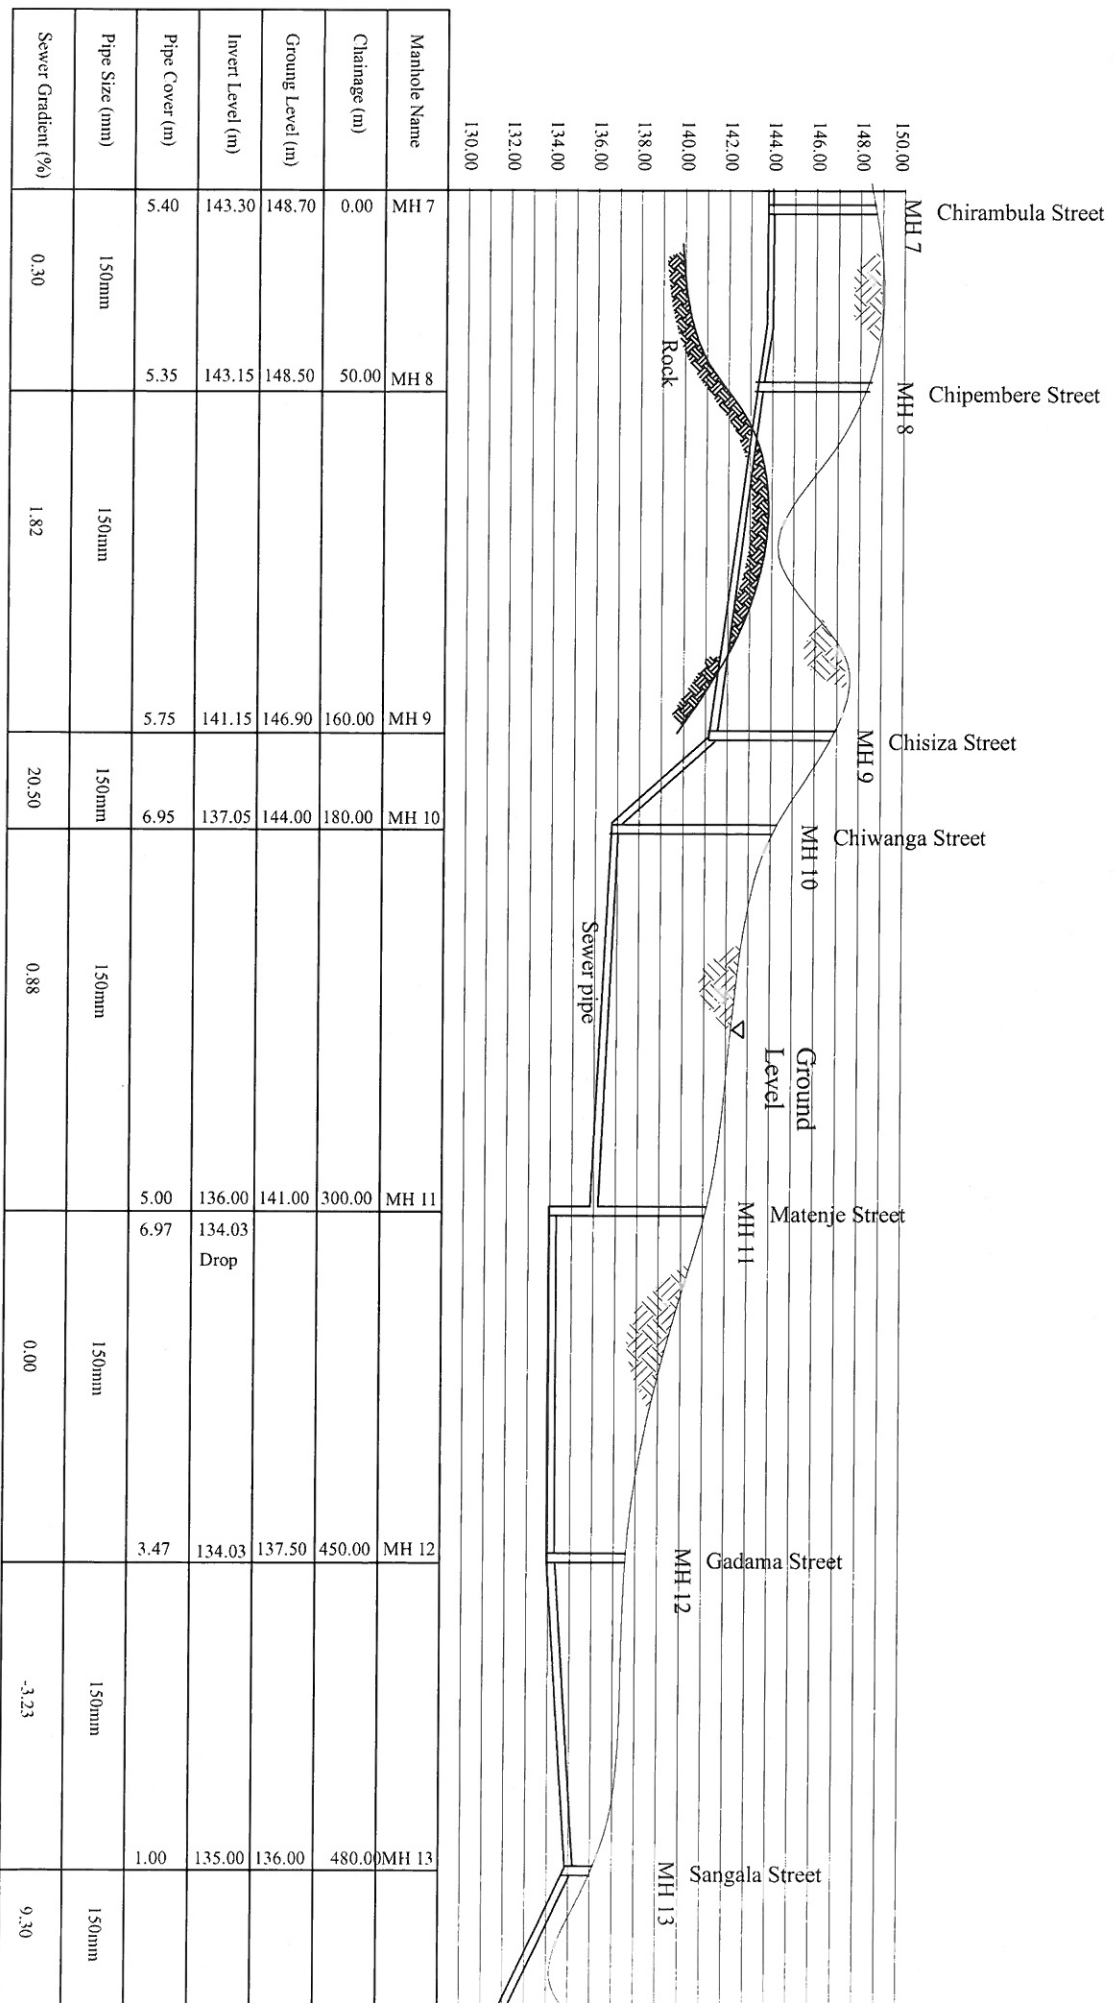 Chirambula Street
Chipembere Street
Chisiza Street
Chiwanga Street
Matenje Street
Gadama Street
Sangala Street
MH 7
MH 8
MH 9
MH 10
MH 11
MH 12
MH 13
150.00
148.00
146.00
144.00
142.00
140.00
138.00
136.00
134.00
132.00
130.00
Ground
Level
Rock
Sewer pipe
Manhole Name MH 7 MH 8 MH 9 MH 10 MH 11 MH 12 MH 13
Chainage (m) 0.00 50.00 160.00 180.00 300.00 450.00 480.00
Groung Level (m) 148.70 148.50 146.90 144.00 141.00 137.50 136.00
Invert Level (m) 143.30 143.15 141.15 137.05 136.00 134.03 Drop 134.03 135.00
Pipe Cover (m) 5.40 5.35 5.75 6.95 5.00 6.97 3.47 1.00
Pipe Size (mm) 150mm 150mm 150mm 150mm 150mm 150mm 150mm
Sewer Gradient (%) 0.30 1.82 20.50 0.88 0.00 -3.23 9.30